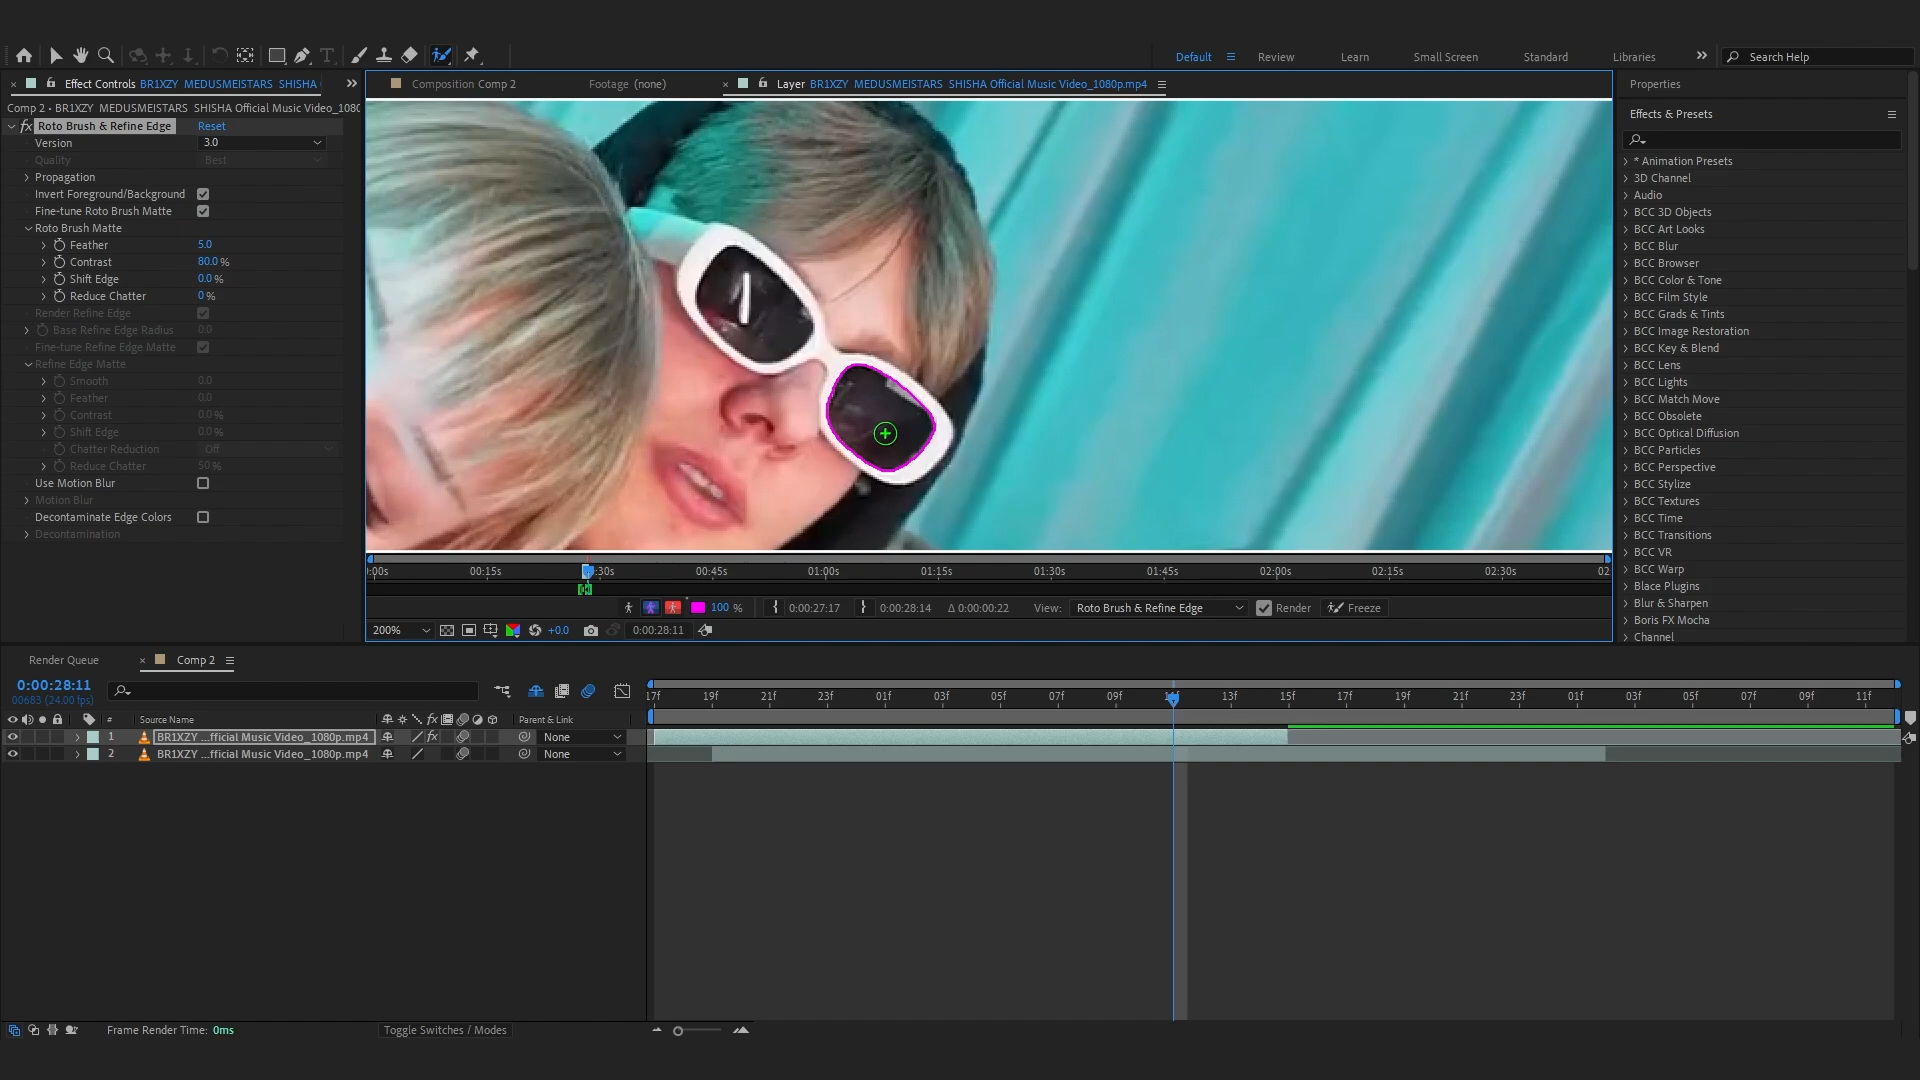 Default
Review
Learn
Small Screen
Standard
Libraries
Search Help
Effect Controls BR1XZY MEDUSMEISTARS SHISHA
Composition Comp 2
Footage (none)
Layer BR1XZY MEDUSMEISTARS SHISHA Official Music Video_1080p.mp4
Properties
Comp 2 • BR1XZY MEDUSMEISTARS SHISHA Official Music Video_1080
fx Roto Brush & Refine Edge Reset
Version 3.0
Quality Best
Propagation
Invert Foreground/Background
Fine-tune Roto Brush Matte
Roto Brush Matte
Feather 5.0
Contrast 80.0 %
Shift Edge 0.0 %
Reduce Chatter 0 %
Render Refine Edge
Base Refine Edge Radius 0.0
Fine-tune Refine Edge Matte
Refine Edge Matte
Smooth 0.0
Feather 0.0
Contrast 0.0 %
Shift Edge 0.0 %
Chatter Reduction Off
Reduce Chatter 50 %
Use Motion Blur
Motion Blur
Decontaminate Edge Colors
Decontamination
Effects & Presets
* Animation Presets
3D Channel
Audio
BCC 3D Objects
BCC Art Looks
BCC Blur
BCC Browser
BCC Color & Tone
BCC Film Style
BCC Grads & Tints
BCC Image Restoration
BCC Key & Blend
BCC Lens
BCC Lights
BCC Match Move
BCC Obsolete
BCC Optical Diffusion
BCC Particles
BCC Perspective
BCC Stylize
BCC Textures
BCC Time
BCC Transitions
BCC VR
BCC Warp
Blace Plugins
Blur & Sharpen
Boris FX Mocha
Channel
:00s 00:15s :30s 00:45s 01:00s 01:15s 01:30s 01:45s 02:00s 02:15s 02:30s 02:
100 % 0:00:27:17 0:00:28:14 Δ 0:00:00:22 View: Roto Brush & Refine Edge Render Freeze
200% +0.0 0:00:28:11
Render Queue
Comp 2
0:00:28:11
00683 (24.00 fps)
17f 19f 21f 23f 01f 03f 05f 07f 09f 11f 13f 15f 17f 19f 21f 23f 01f 03f 05f 07f 09f 11f
# Source Name fx Parent & Link
1 BR1XZY ...fficial Music Video_1080p.mp4 fx None
2 BR1XZY ...fficial Music Video_1080p.mp4 None
Frame Render Time: 0ms
Toggle Switches / Modes